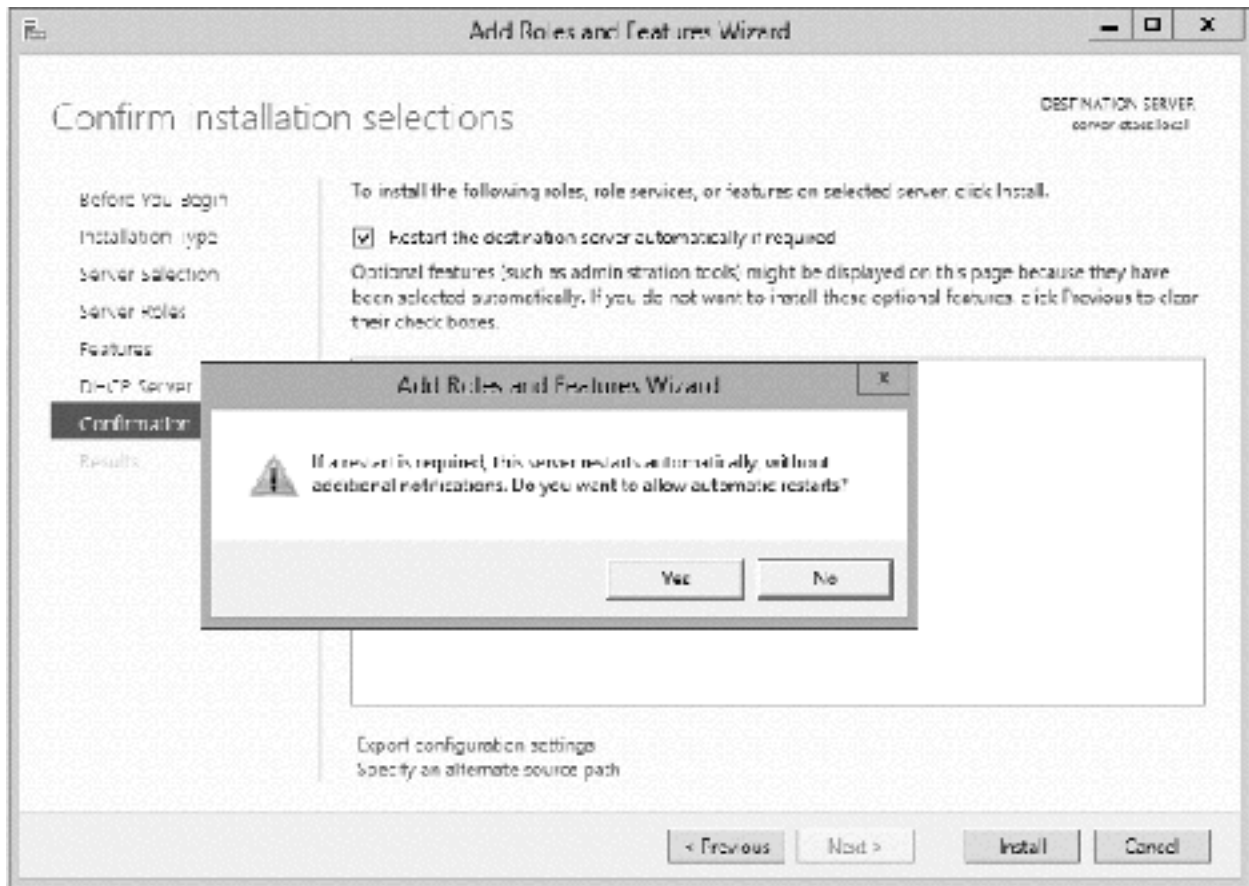 Add Roles and Features Wizard
Confirm installation selections
DESTINATION SERVER
Before You Begin
Installation Type
Server Selection
Server Roles
Features
DHCP Server
Confirmation
Results
To install the following roles, role services, or features on selected server, click Install.
Restart the destination server automatically if required
Optional features (such as administration tools) might be displayed on this page because they have
been selected automatically. If you do not want to install these optional features, click Previous to clear
their check boxes.
Add Roles and Features Wizard
If a restart is required, this server restarts automatically, without
additional notifications. Do you want to allow automatic restarts?
Yes
No
Export configuration settings
Specify an alternate source path
< Previous
Next >
Install
Cancel